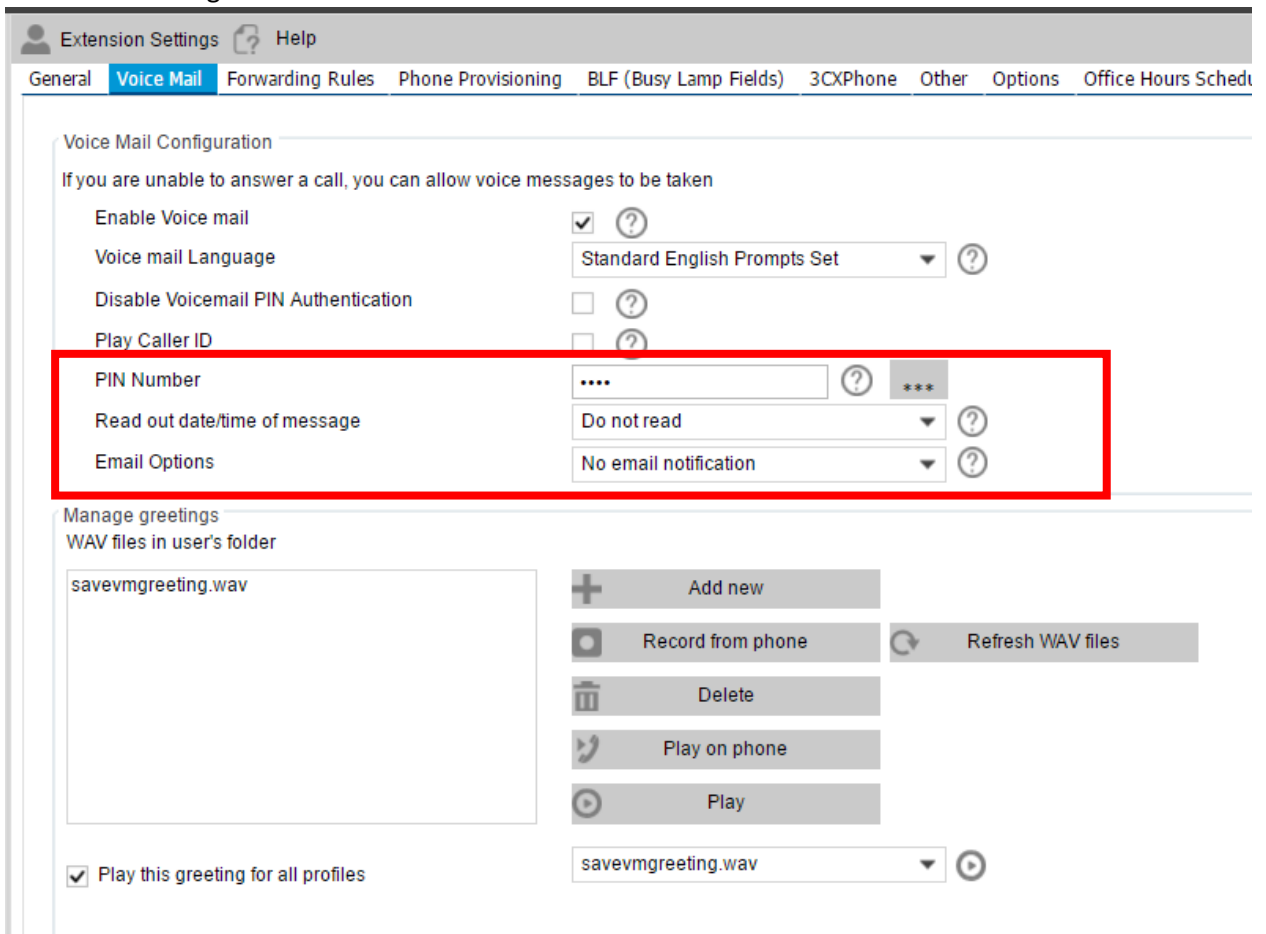 Extension Settings Help
General Voice Mail Forwarding Rules Phone Provisioning BLF (Busy Lamp Fields) 3CXPhone Other Options Office Hours
Voice Mail Configuration
If you are unable to answer a call, you can allow voice messages to be taken
Enable Voice mail
Voice mail Language Standard English Prompts Set
Disable Voicemail PIN Authentication
Play Caller ID
PIN Number •••• ***
Read out date/time of message Do not read
Email Options No email notification
Manage greetings
WAV files in user's folder
savevmgreeting.wav Add new
Record from phone Refresh WAV files
Delete
Play on phone
Play
Play this greeting for all profiles savevmgreeting.wav